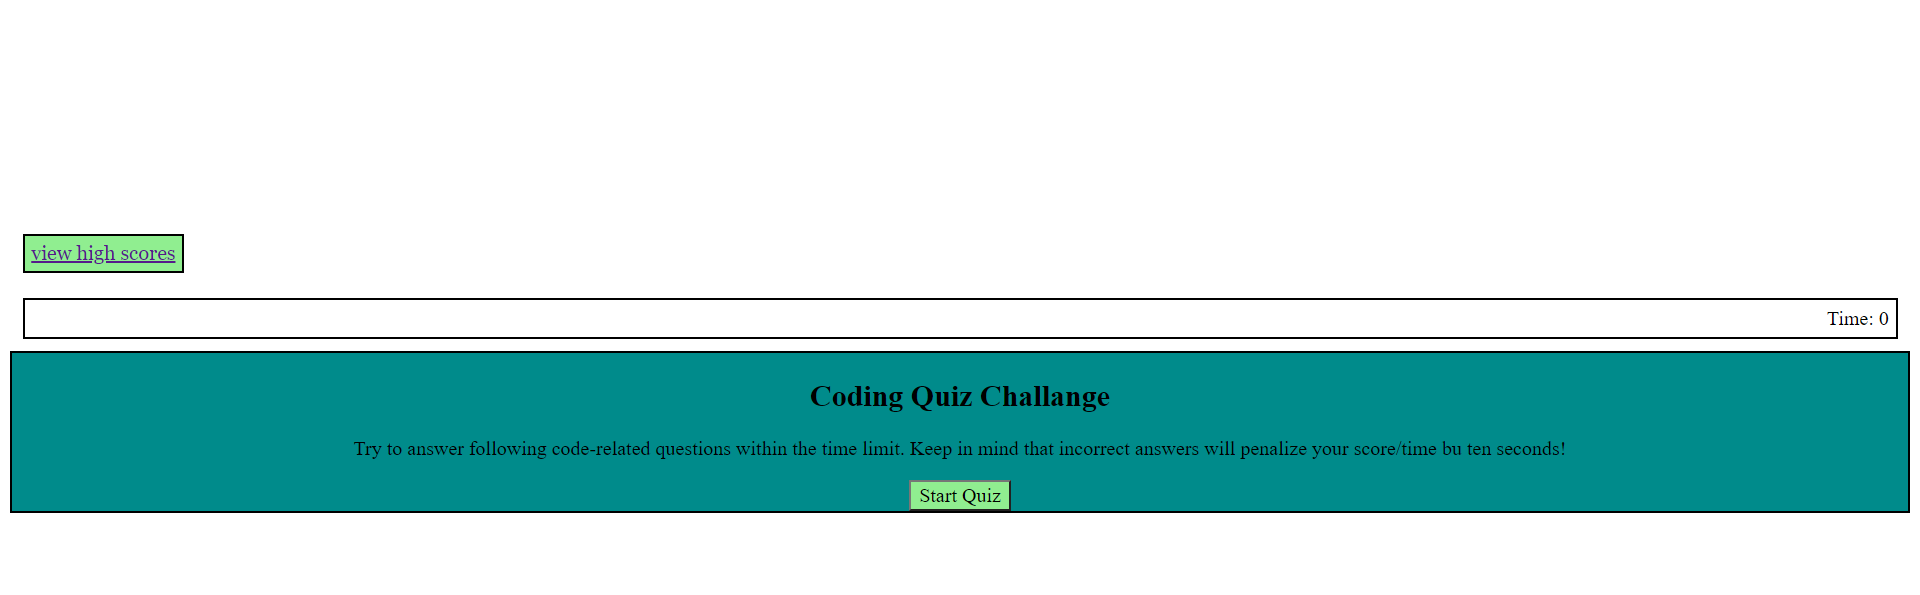 view high scores
Time: 0
Coding Quiz Challange
Try to answer following code-related questions within the time limit. Keep in mind that incorrect answers will penalize your score/time bu ten seconds!
Start Quiz